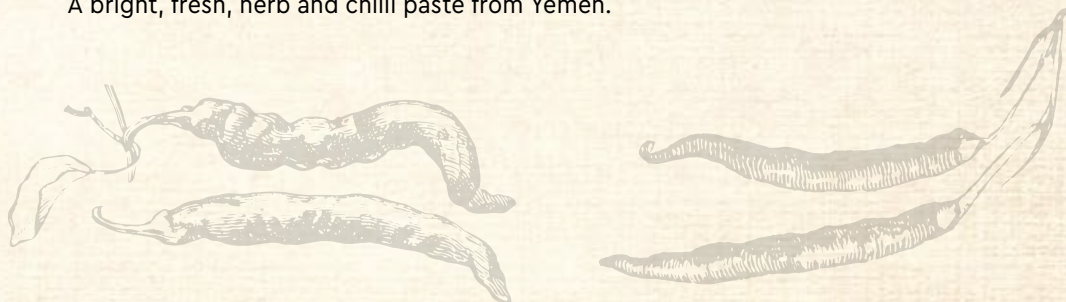 A bright, fresh, herb and chilli paste from Yemen.